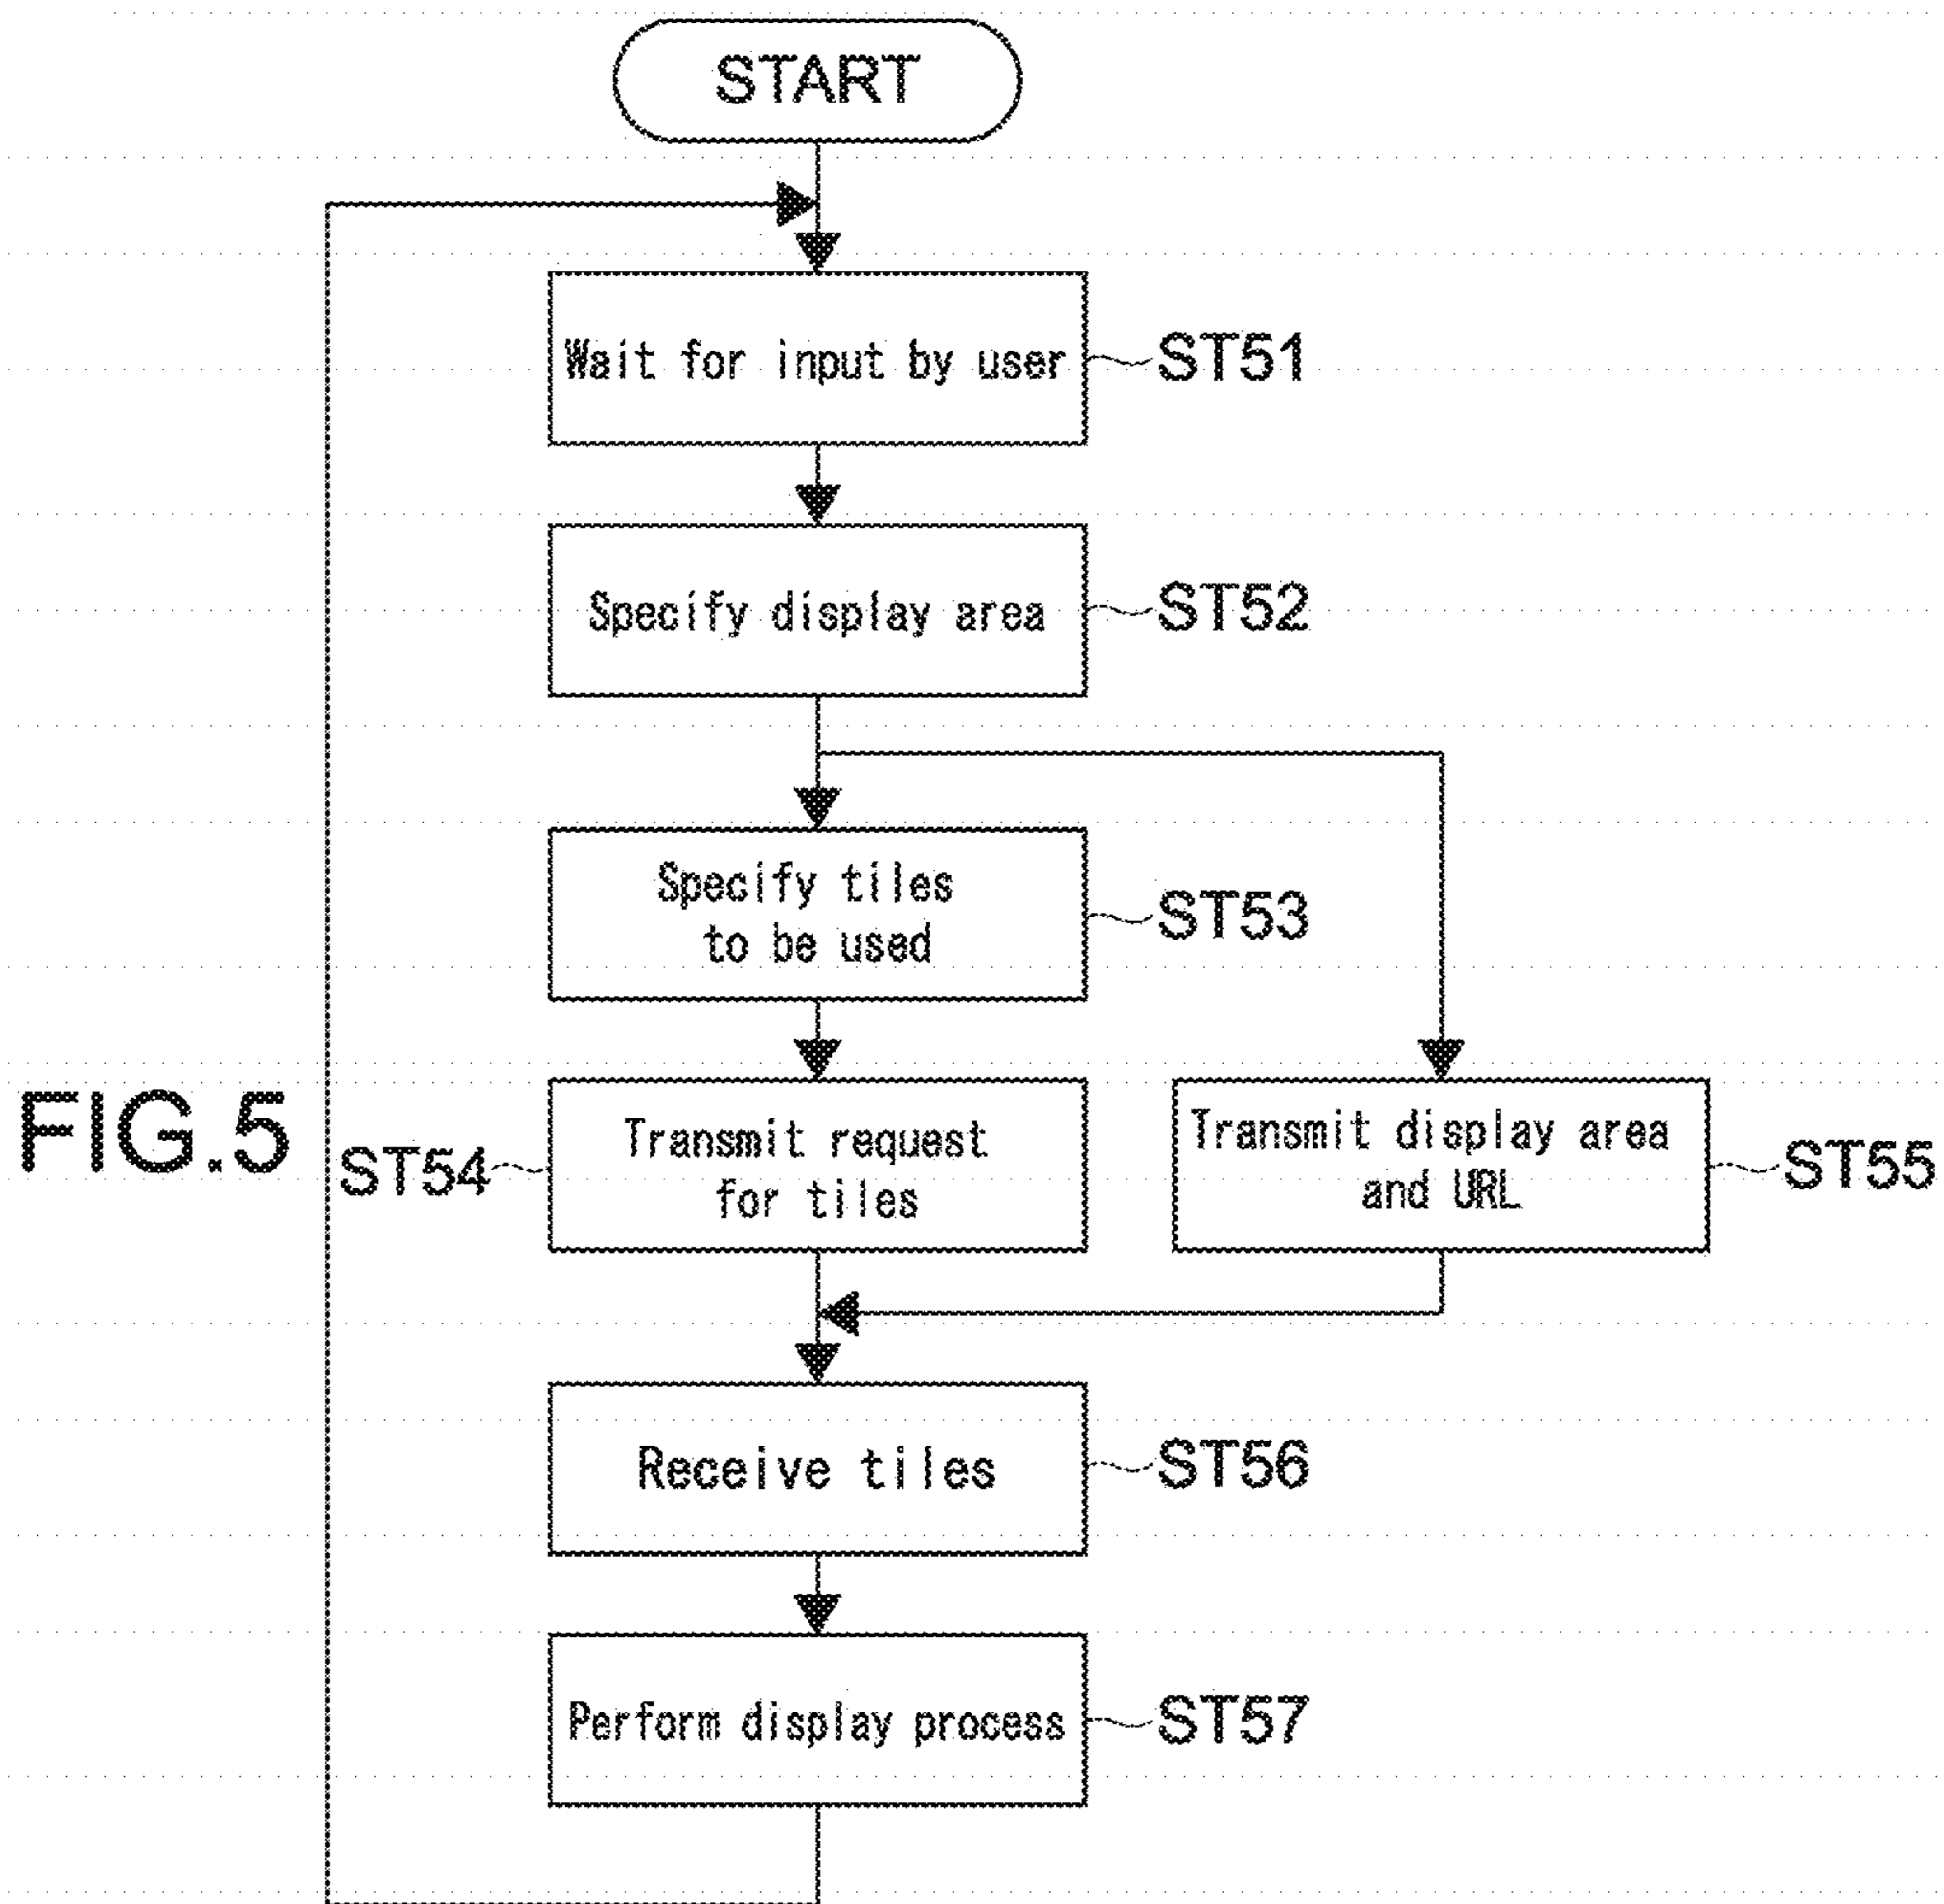 START
Wait for input by user
ST51
Specify display area
ST52
Specify tiles
to be used
ST53
FIG.5
ST54
Transmit request
for tiles
Transmit display area
and URL
ST55
Receive tiles
ST56
Perform display process
ST57